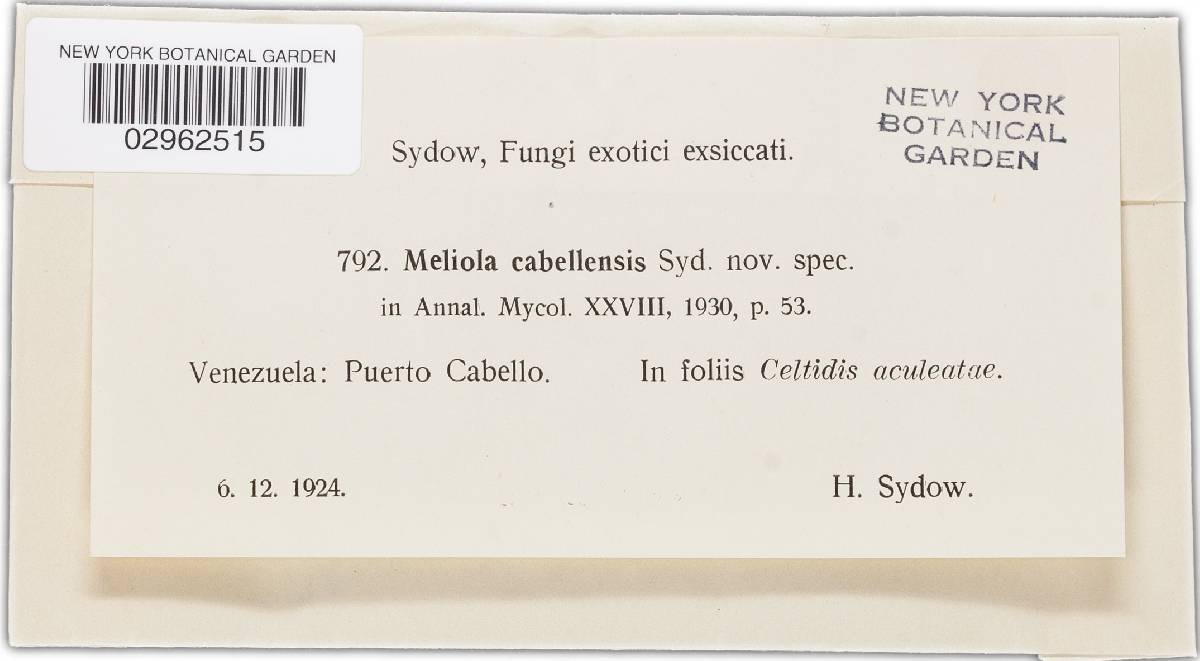 NEW YORK BOTANICAL GARDEN
02962515
NEW YORK
BOTANICAL
GARDEN
Sydow, Fungi exotici exsiccati.
792. Meliola cabellensis Syd. nov. spec.
in Annal. Mycol. XXVIII, 1930, p. 53.
Venezuela: Puerto Cabello. In foliis Celtidis aculeatae.
6. 12. 1924. H. Sydow.